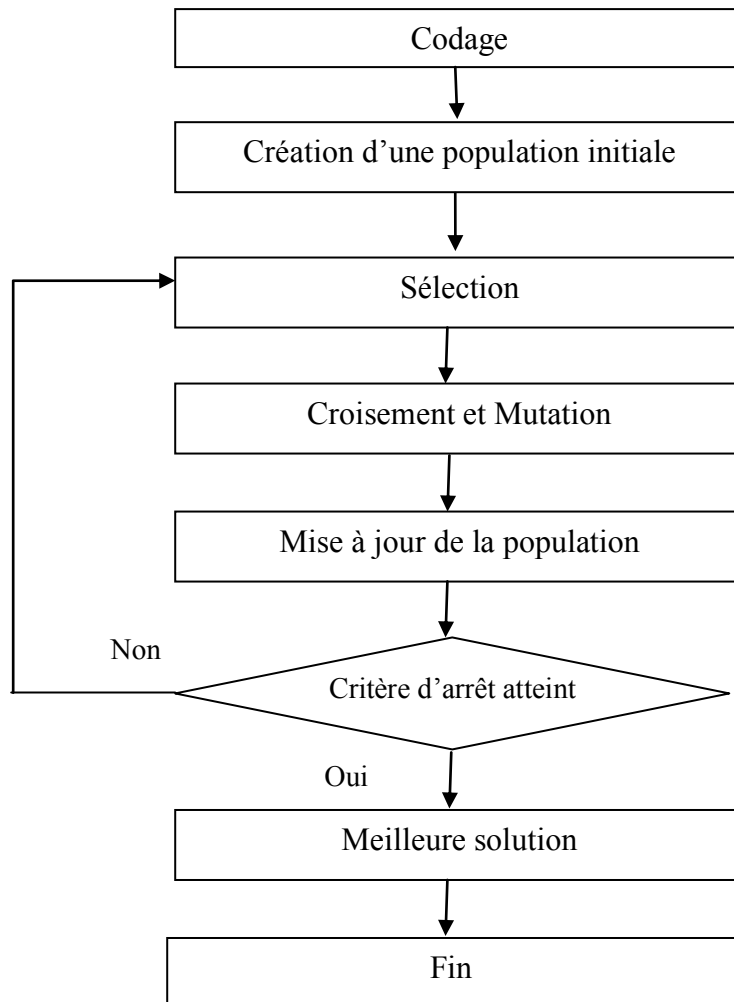 Codage
Création d’une population initiale
Sélection
Croisement et Mutation
Mise à jour de la population
Non
Critère d’arrêt atteint
Oui
Meilleure solution
Fin